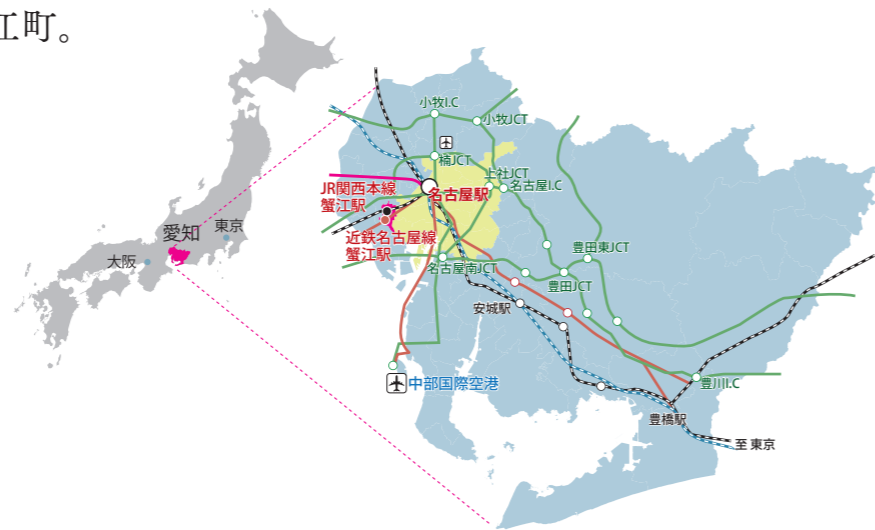 江町。
愛知
東京
大阪
小牧I.C
小牧JCT
楠JCT
上社JCT
名古屋I.C
名古屋駅
JR関西本線
蟹江駅
近鉄名古屋線
蟹江駅
名古屋南JCT
豊田東JCT
豊田JCT
安城駅
中部国際空港
豊川I.C
豊橋駅
至 東京